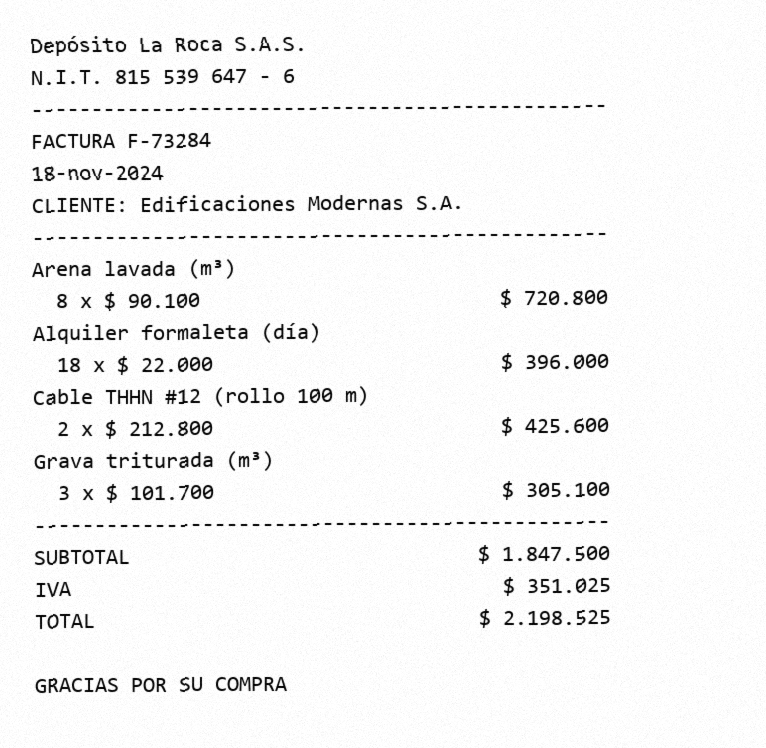 Depósito La Roca S.A.S.
N.I.T. 815 539 647 - 6
------------------------------------------------
FACTURA F-73284
18-nov-2024
CLIENTE: Edificaciones Modernas S.A.
------------------------------------------------
Arena lavada (m³)
8 x $ 90.100 $ 720.800
Alquiler formaleta (día)
18 x $ 22.000 $ 396.000
Cable THHN #12 (rollo 100 m)
2 x $ 212.800 $ 425.600
Grava triturada (m³)
3 x $ 101.700 $ 305.100
------------------------------------------------
SUBTOTAL $ 1.847.500
IVA $ 351.025
TOTAL $ 2.198.525
GRACIAS POR SU COMPRA